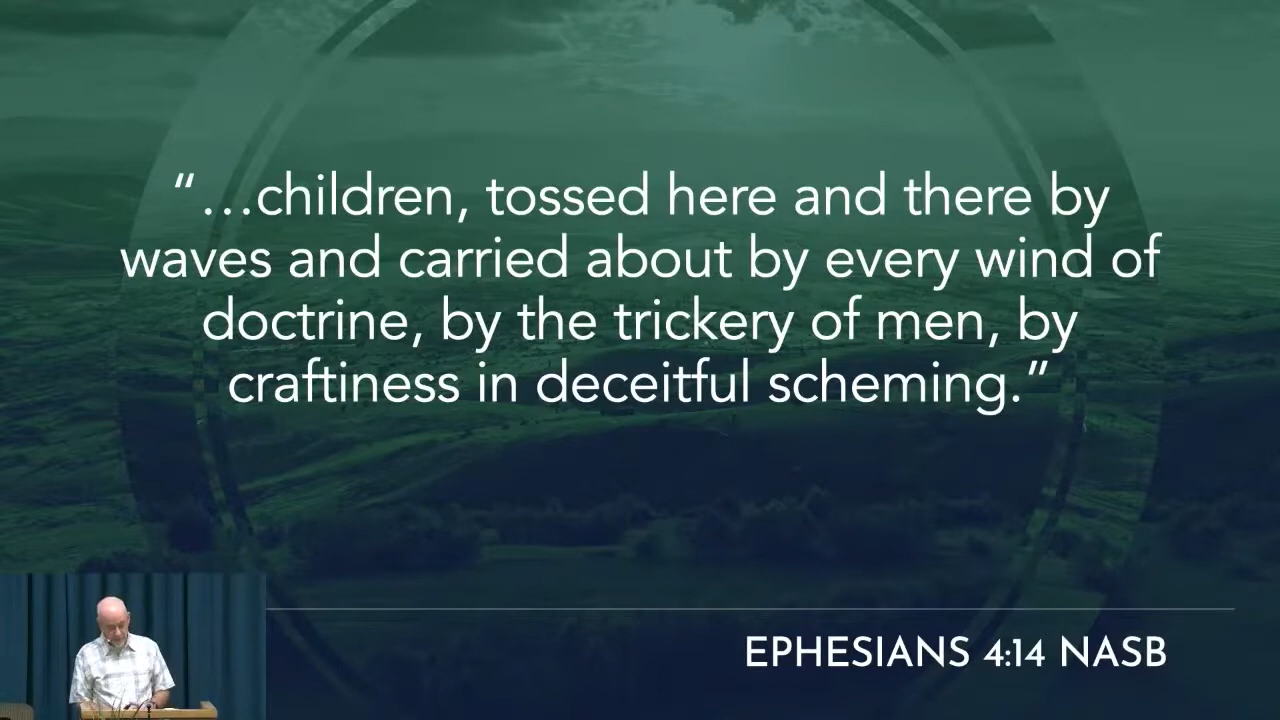 “…children, tossed here and there by
waves and carried about by every wind of
doctrine, by the trickery of men, by
craftiness in deceitful scheming.”
EPHESIANS 4:14 NASB